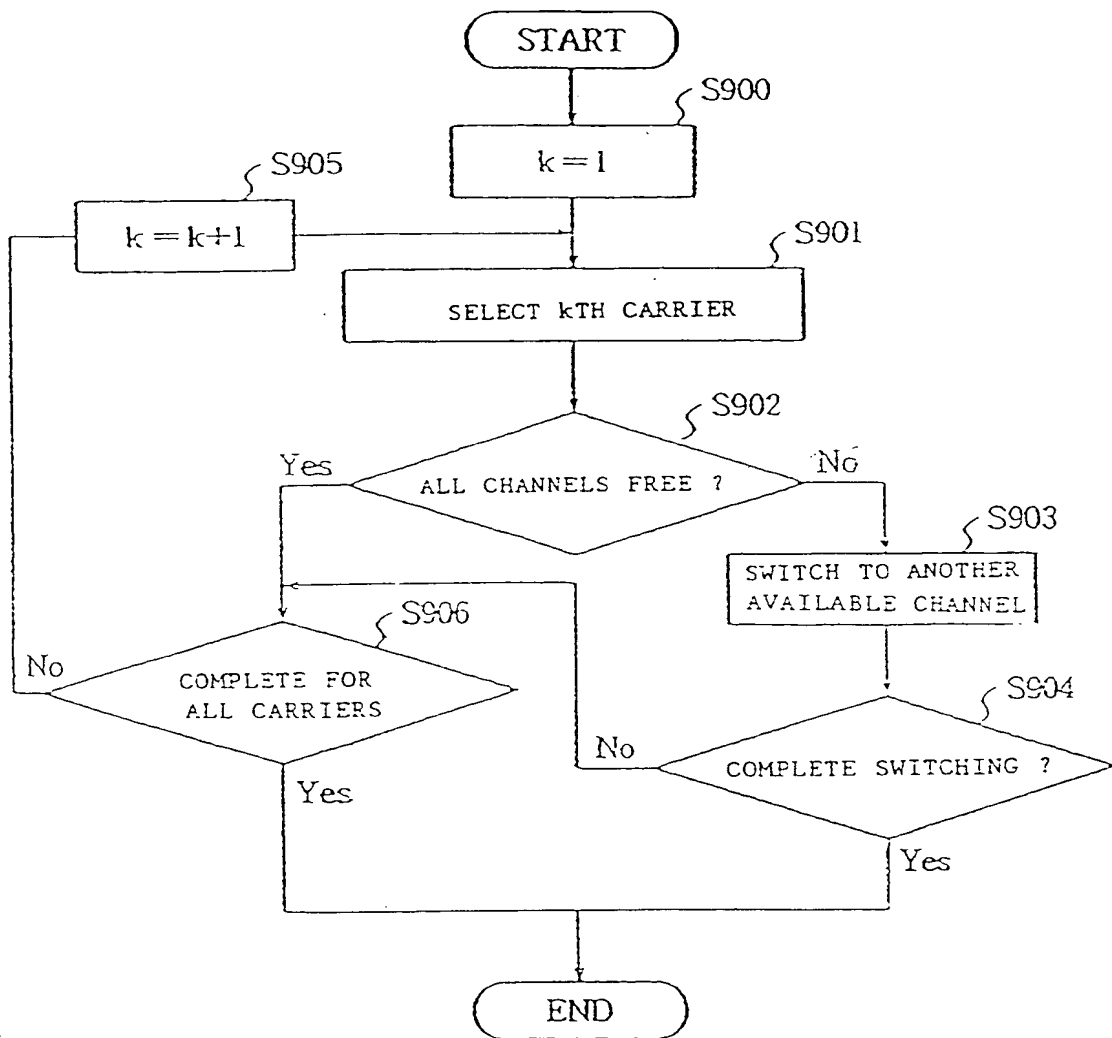 START
S900
k=1
S905
k=k+1
S901
SELECT kTH CARRIER
S902
Yes
ALL CHANNELS FREE ?
No
S903
SWITCH TO ANOTHER
AVAILABLE CHANNEL
S906
No
COMPLETE FOR
ALL CARRIERS
S904
No
COMPLETE SWITCHING ?
Yes
Yes
END